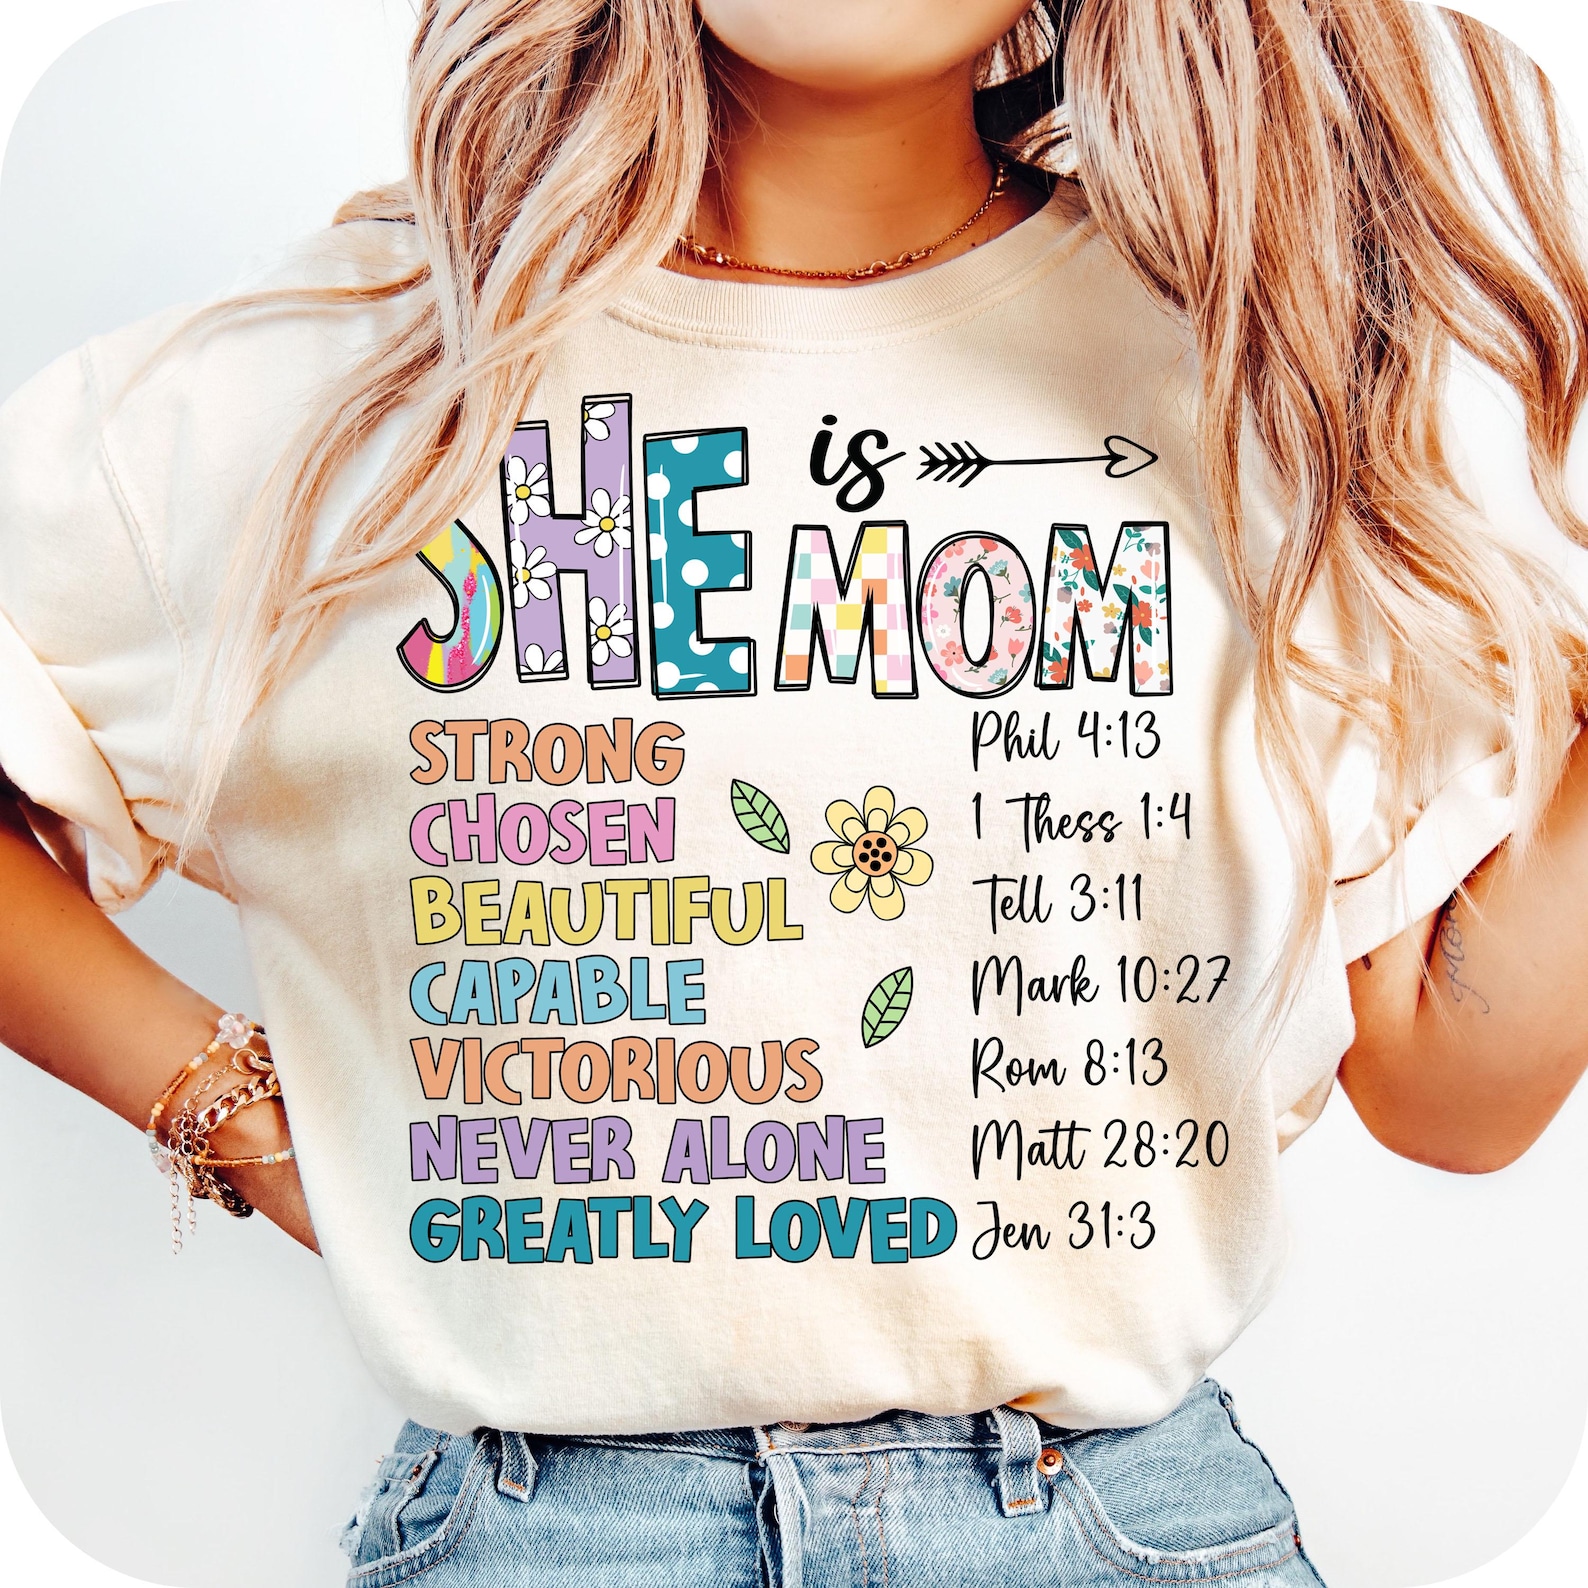 SHE is
MOM
STRONG Phil 4:13
CHOSEN 1 Thess 1:4
BEAUTIFUL Tell 3:11
CAPABLE Mark 10:27
VICTORIOUS Rom 8:13
NEVER ALONE Matt 28:20
GREATLY LOVED Jen 31:3